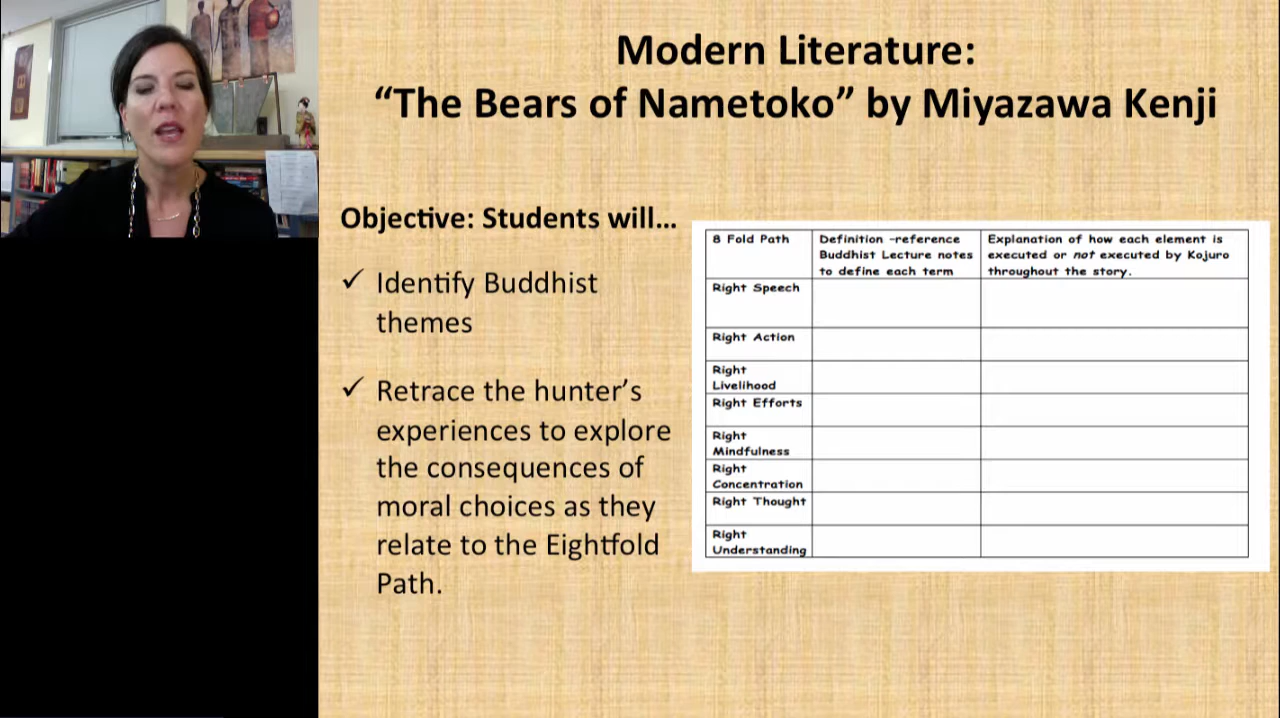 Modern Literature:
“The Bears of Nametoko” by Miyazawa Kenji
Objective: Students will…
✓ Identify Buddhist
themes
✓ Retrace the hunter’s
experiences to explore
the consequences of
moral choices as they
relate to the Eightfold
Path.
8 Fold Path
Definition –reference
Buddhist Lecture notes
to define each term
Explanation of how each element is
executed or not executed by Kojuro
throughout the story.
Right Speech
Right Action
Right
Livelihood
Right Efforts
Right
Mindfulness
Right
Concentration
Right Thought
Right
Understanding